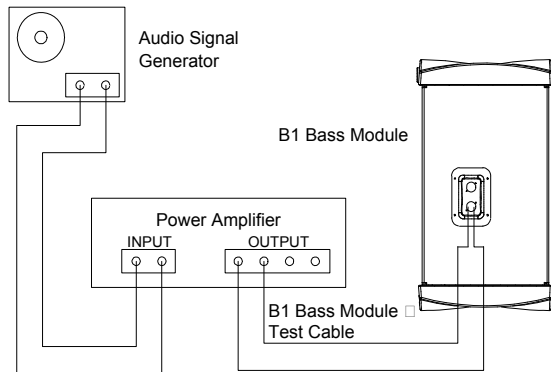 Audio Signal
Generator
B1 Bass Module
Power Amplifier
INPUT
OUTPUT
B1 Bass Module □
Test Cable